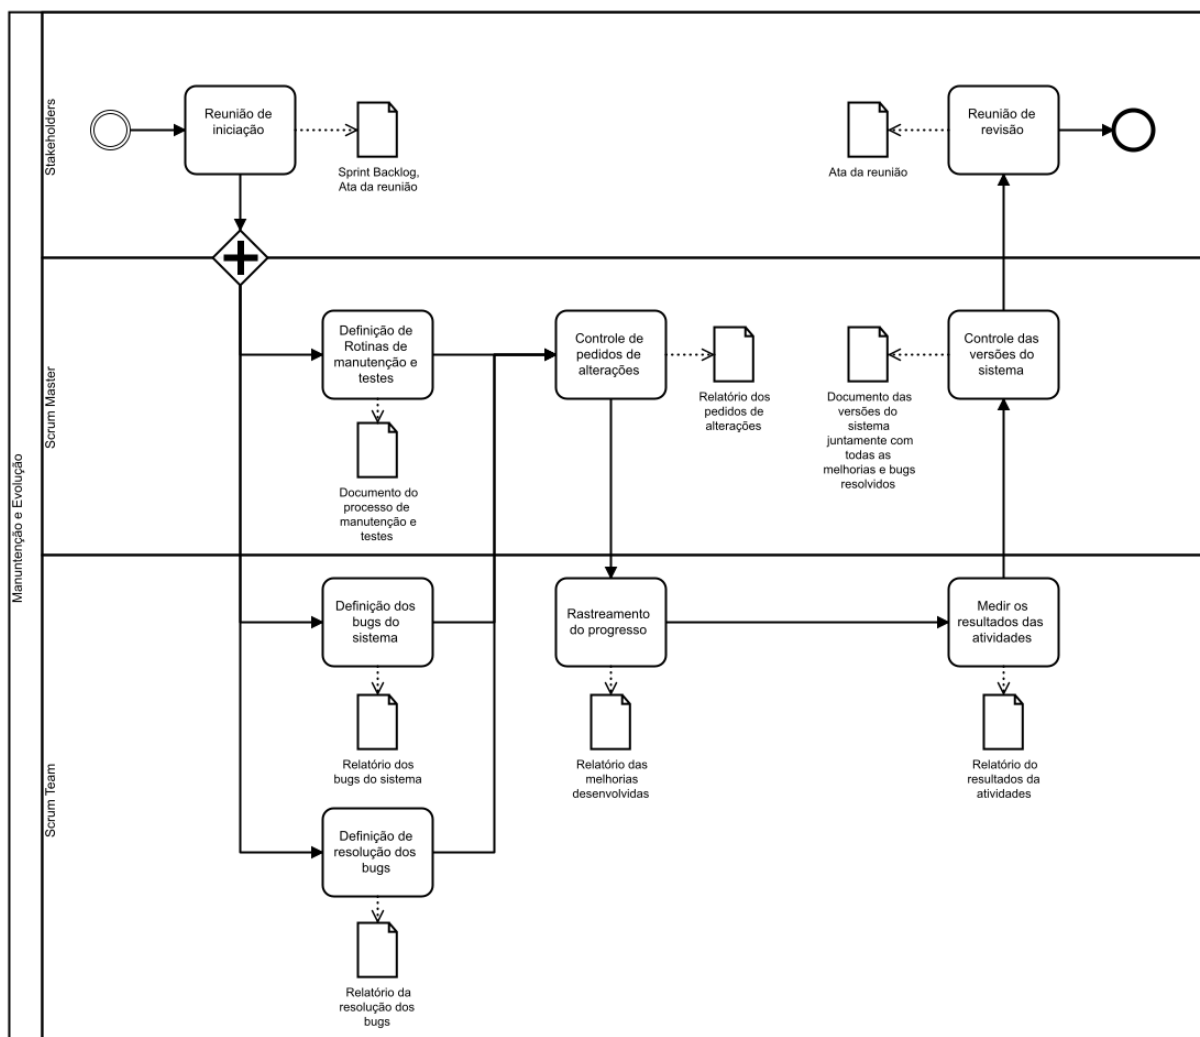 Manuntenção e Evolução
Stakeholders
Reunião de
iniciação
Sprint Backlog,
Ata da reunião
Ata da reunião
Reunião de
revisão
Scrum Master
Definição de
Rotinas de
manutenção e
testes
Documento do
processo de
manutenção e
testes
Controle de
pedidos de
alterações
Relatório dos
pedidos de
alterações
Documento das
versões do
sistema
juntamente com
todas as
melhorias e bugs
resolvidos
Controle das
versões do
sistema
Scrum Team
Definição dos
bugs do
sistema
Relatório dos
bugs do sistema
Definição de
resolução dos
bugs
Relatório da
resolução dos
bugs
Rastreamento
do progresso
Relatório das
melhorias
desenvolvidas
Medir os
resultados das
atividades
Relatório do
resultados da
atividades